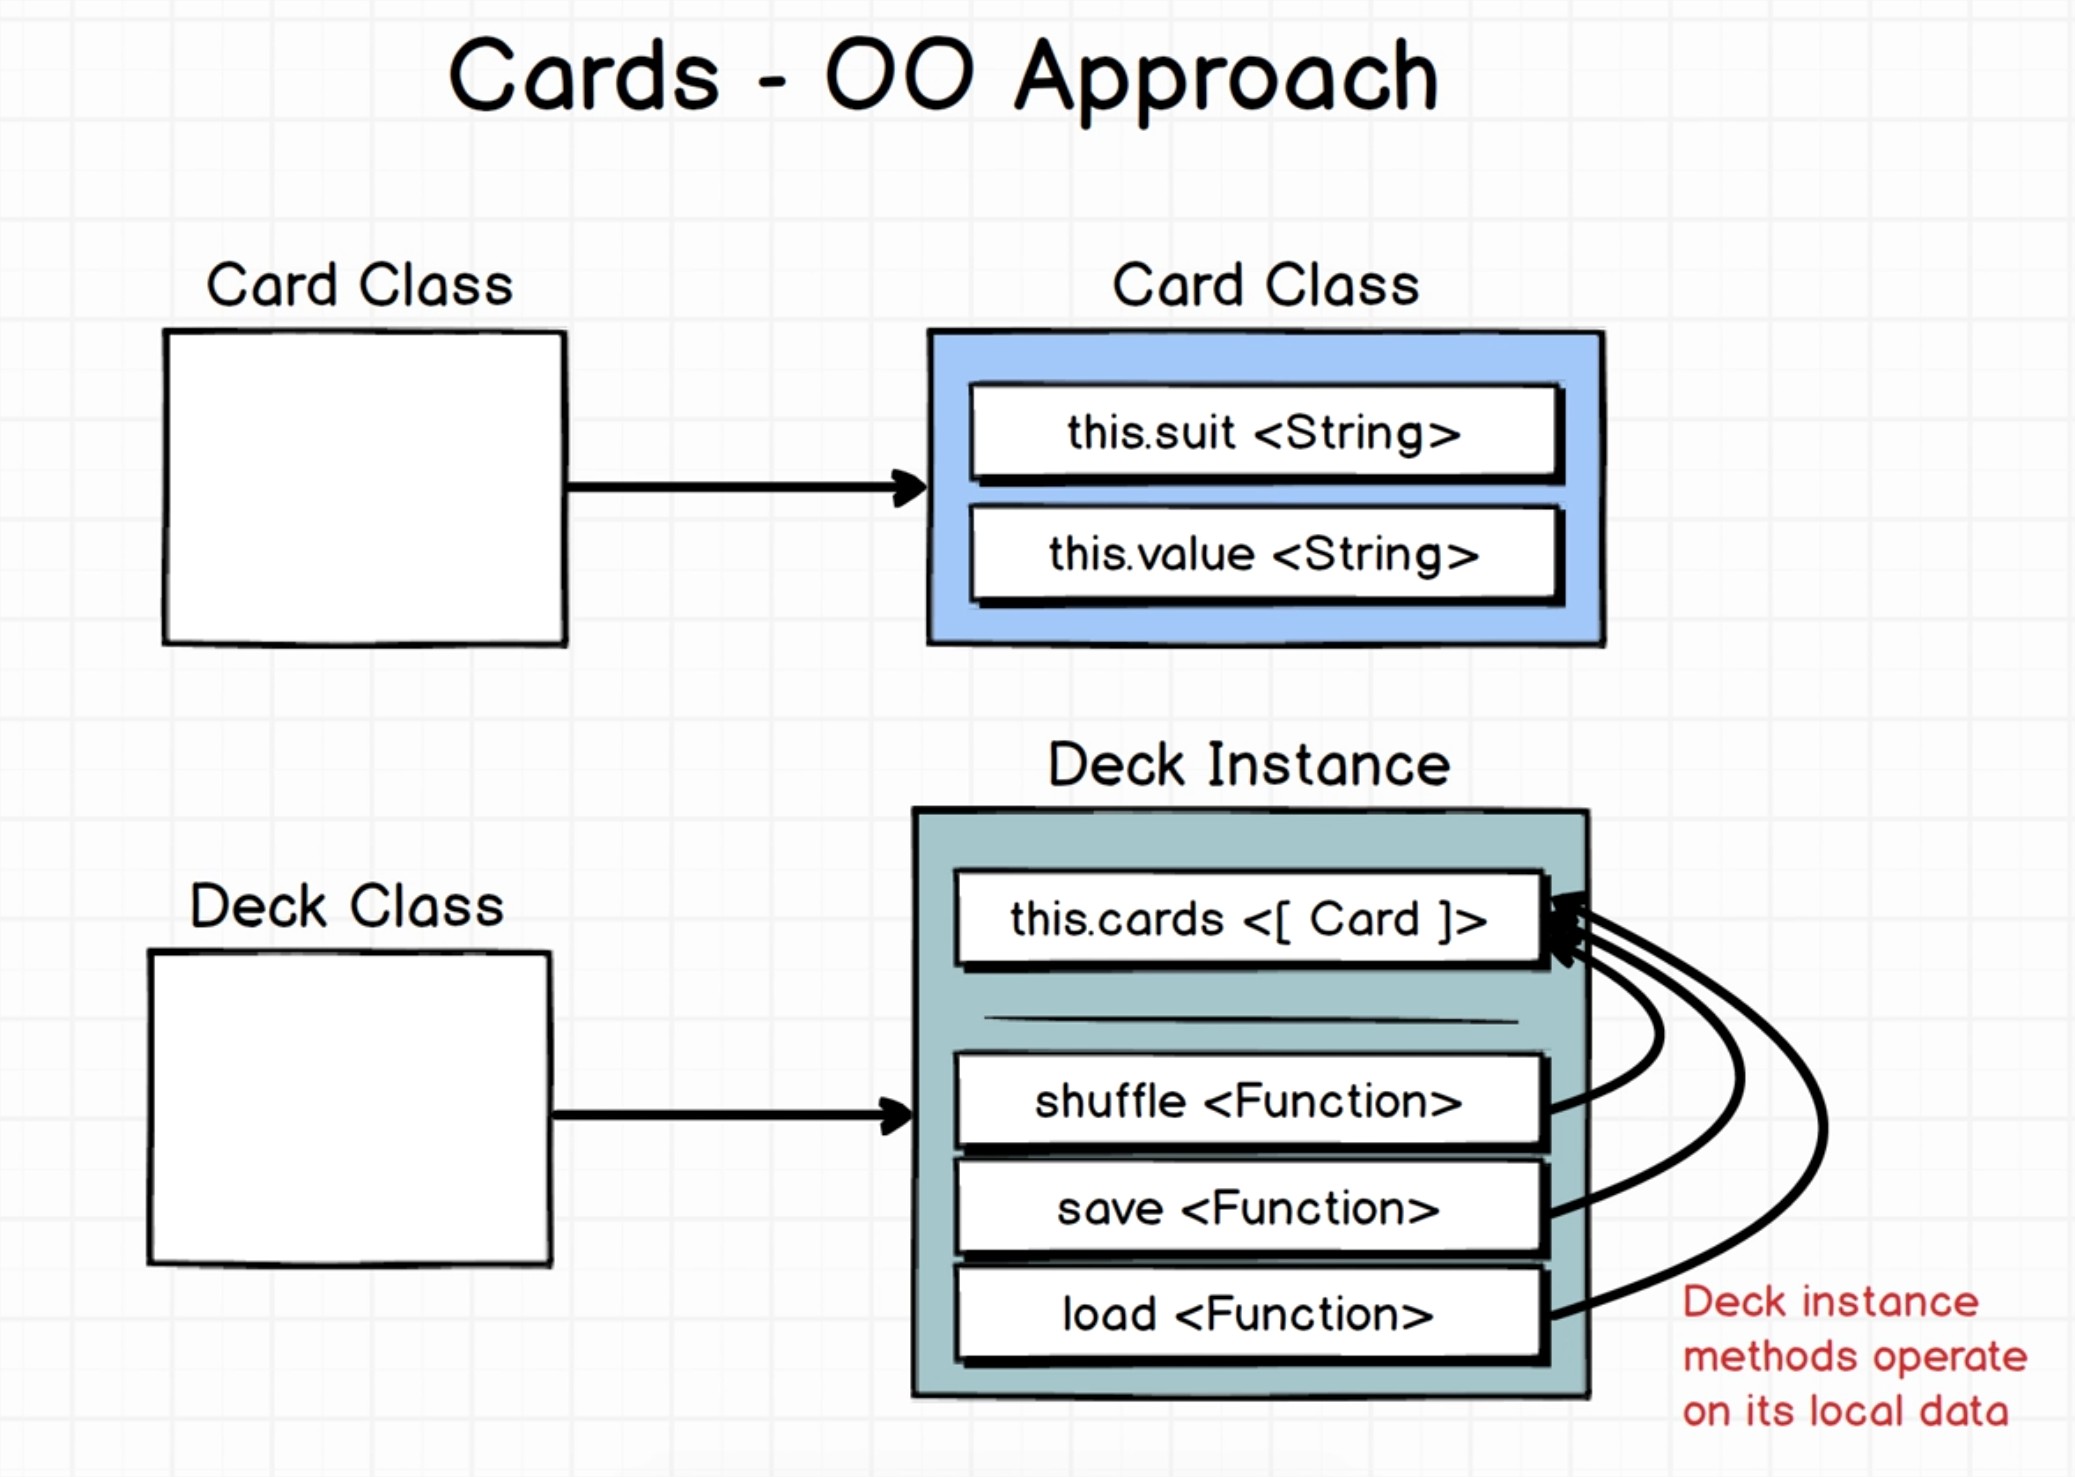 Cards - OO Approach
Card Class
Card Class
this.suit <String>
this.value <String>
Deck Class
Deck Instance
this.cards <[ Card ]>
shuffle <Function>
save <Function>
load <Function>
Deck instance
methods operate
on its local data